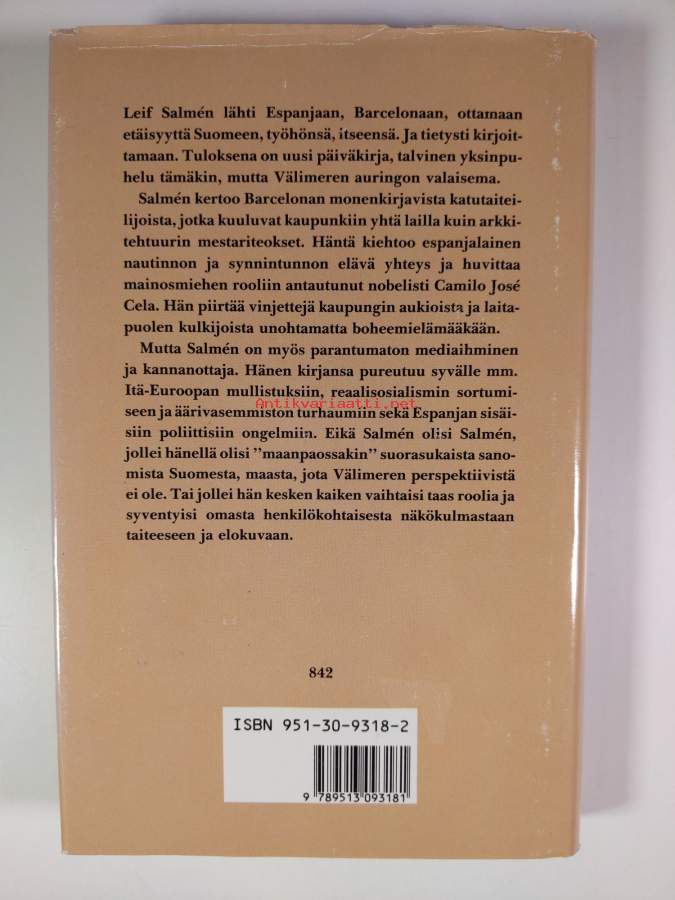 Leif Salmén lähti Espanjaan, Barcelonaan, ottamaan
etäisyyttä Suomeen, työhönsä, itseensä. Ja tietysti kirjoit-
tamaan. Tuloksena on uusi päiväkirja, talvinen yksinpu-
helu tämäkin, mutta Välimeren auringon valaisema.
Salmén kertoo Barcelonan monenkirjavista katutaitei-
lijoista, jotka kuuluvat kaupunkiin yhtä lailla kuin arkki-
tehtuurin mestariteokset. Häntä kiehtoo espanjalainen
nautinnon ja synnintunnon elävä yhteys ja huvittaa
mainosmiehen rooliin antautunut nobelisti Camilo José
Cela. Hän piirtää vinjettejä kaupungin aukioista ja laita-
puolen kulkijoista unohtamatta boheemielämääkään.
Mutta Salmén on myös parantumaton mediaihminen
ja kannanottaja. Hänen kirjansa pureutuu syvälle mm.
Itä-Euroopan mullistuksiin, reaalisosialismin sortumi-
Antikvariaatti.net
seen ja äärivasemmiston turhaumiin sekä Espanjan sisäi-
siin poliittisiin ongelmiin. Eikä Salmén olisi Salmén,
jollei hänellä olisi "maanpaossakin" suorasukaista sano-
mista Suomesta, maasta, jota Välimeren perspektiivistä
ei ole. Tai jollei hän kesken kaiken vaihtaisi taas roolia ja
syventyisi omasta henkilökohtaisesta näkökulmastaan
taiteeseen ja elokuvaan.
842
ISBN 951-30-9318-2
9 789513 093181